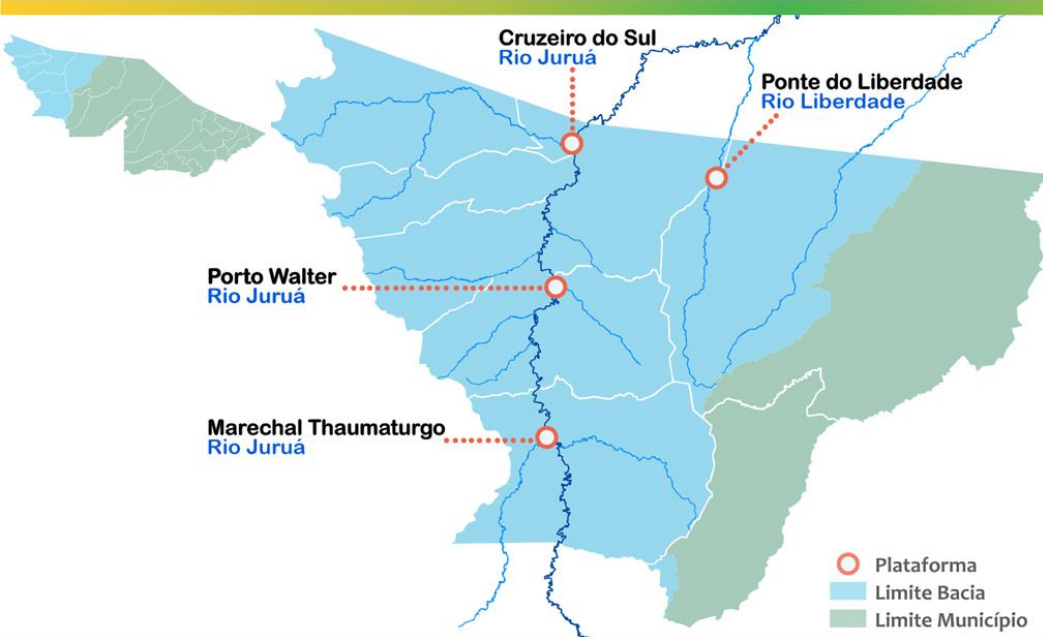 Cruzeiro do Sul
Rio Juruá
Ponte do Liberdade
Rio Liberdade
Porto Walter
Rio Juruá
Marechal Thaumaturgo
Rio Juruá
Plataforma
Limite Bacia
Limite Município